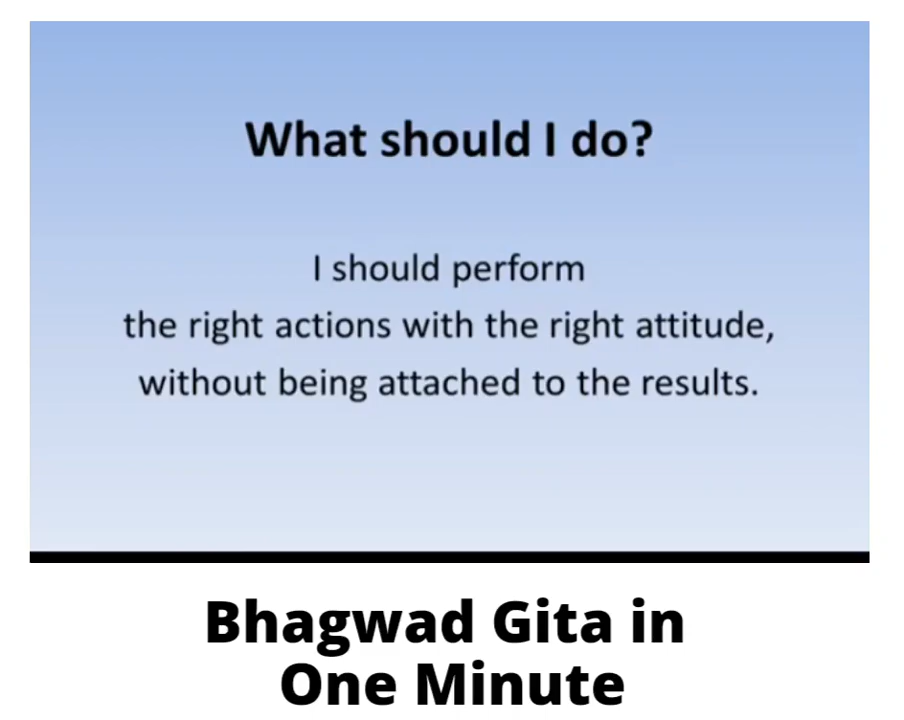 What should I do?
I should perform
the right actions with the right attitude,
without being attached to the results.
Bhagwad Gita in
One Minute